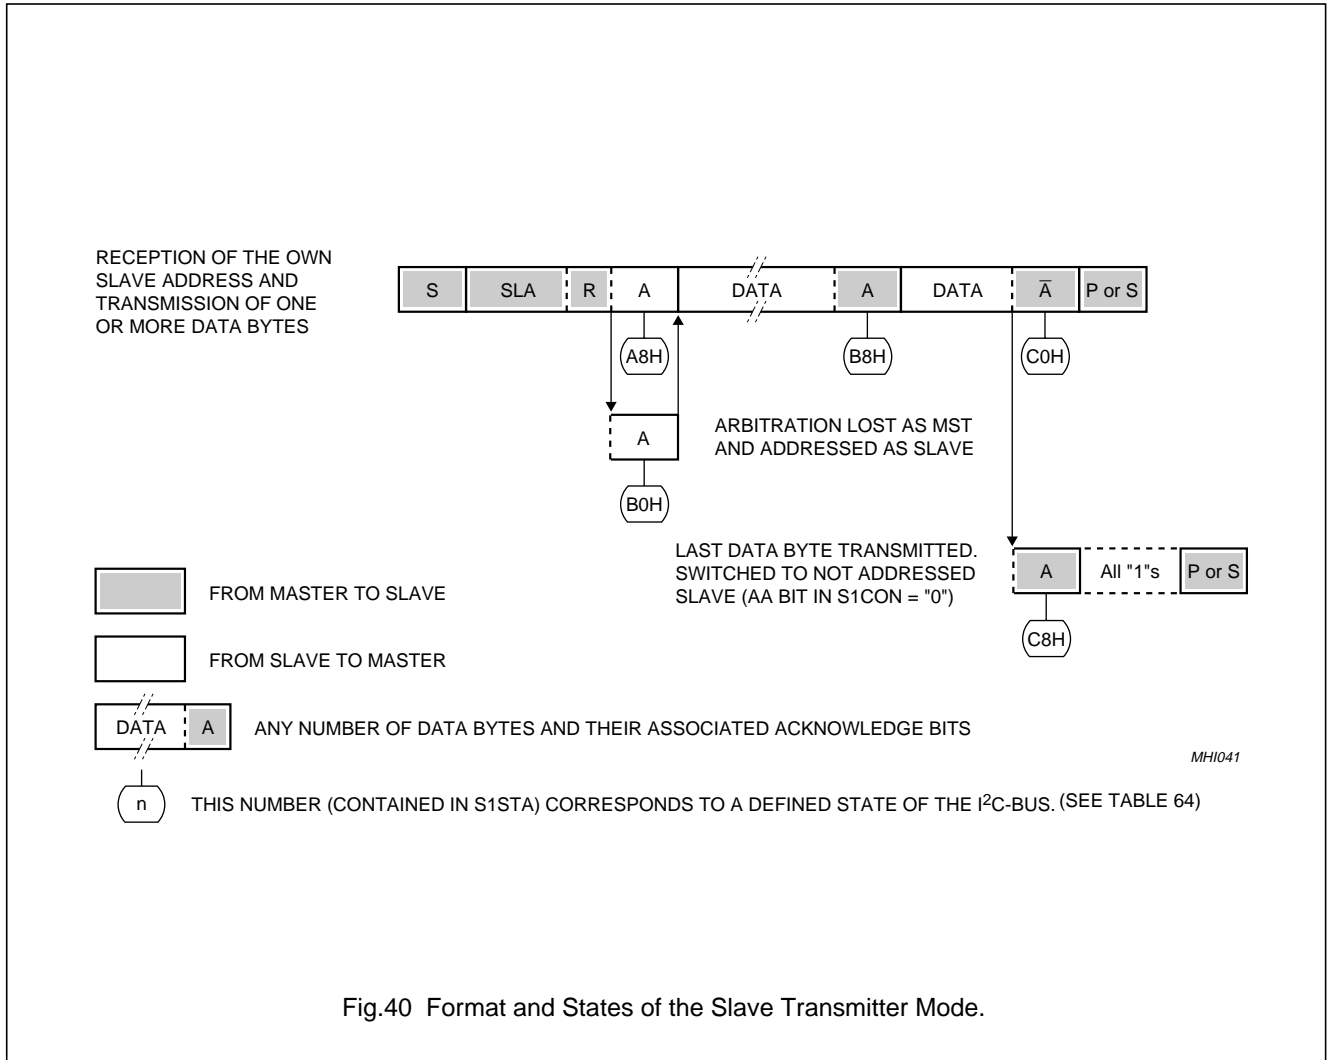 RECEPTION OF THE OWN
SLAVE ADDRESS AND
TRANSMISSION OF ONE
OR MORE DATA BYTES
S SLA R A DATA A DATA A̅ P or S
A8H B8H C0H
A
ARBITRATION LOST AS MST
AND ADDRESSED AS SLAVE
B0H
LAST DATA BYTE TRANSMITTED.
SWITCHED TO NOT ADDRESSED
SLAVE (AA BIT IN S1CON = "0")
A All "1"s P or S
C8H
FROM MASTER TO SLAVE
FROM SLAVE TO MASTER
DATA A ANY NUMBER OF DATA BYTES AND THEIR ASSOCIATED ACKNOWLEDGE BITS
MHI041
n THIS NUMBER (CONTAINED IN S1STA) CORRESPONDS TO A DEFINED STATE OF THE I²C-BUS. (SEE TABLE 64)
Fig.40 Format and States of the Slave Transmitter Mode.